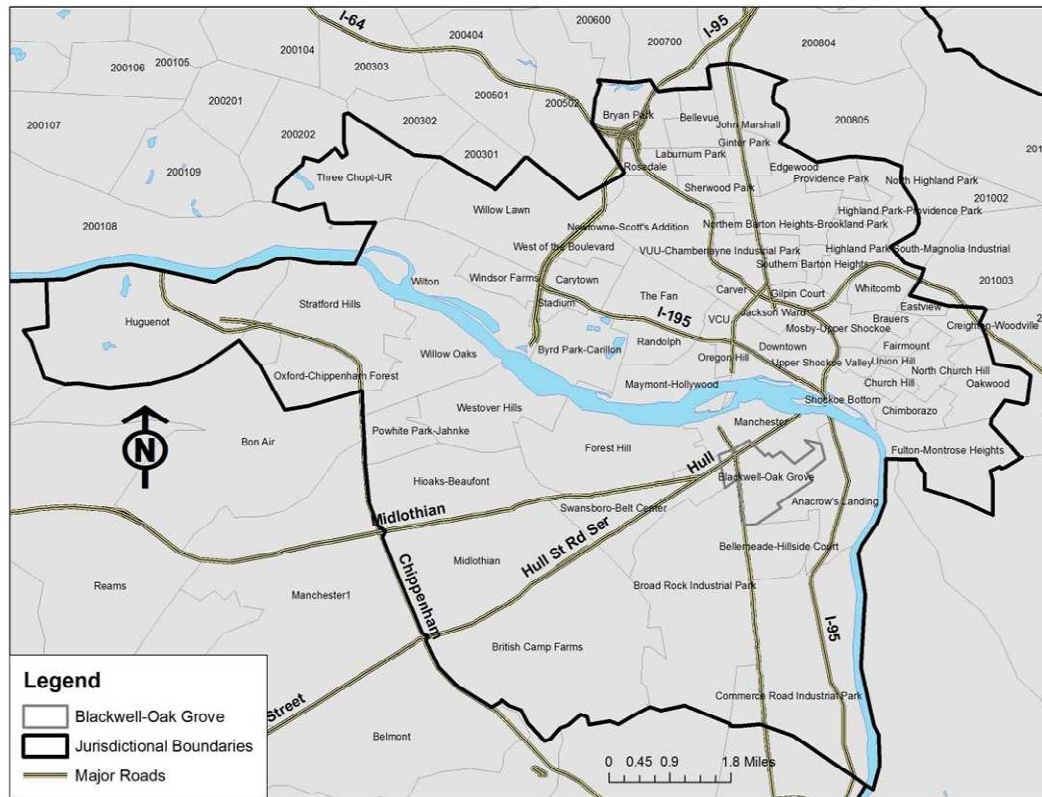 I-64
I-95
200600
200404
200700
200804
200104
200106
200105
200303
200501
200502
200201
200107
200302
200202
200301
200109
200108
200805
201002
201003
Bryan Park
Bellevue
John Marshall
Ginter Park
Laburnum Park
Rosedale
Edgewood
Providence Park
North Highland Park
Three Chopt-UR
Sherwood Park
Willow Lawn
Highland Park-Providence Park
Newtowne-Scott's Addition
Northern Barton Heights-Brookland Park
West of the Boulevard
VUU-Chamberlayne Industrial Park
Highland Park South-Magnolia Industrial
Southern Barton Heights
Wilton
Windsor Farms
Carytown
Whitcomb
Stadium
The Fan
Carver
Gilpin Court
Eastview
Stratford Hills
I-195
VCU
Jackson Ward
Brauers
Huguenot
Mosby-Upper Shockoe
Creighton-Woodville
Randolph
Downtown
Fairmount
Willow Oaks
Byrd Park-Carillon
Oregon Hill
Upper Shockoe Valley
Union Hill
North Church Hill
Oxford-Chippenham Forest
Maymont-Hollywood
Church Hill
Oakwood
Shockoe Bottom
Westover Hills
Chimborazo
Manchester
Powhite Park-Jahnke
N
Bon Air
Forest Hill
Fulton-Montrose Heights
Hull
Hioaks-Beaufont
Blackwell-Oak Grove
Anacrow's Landing
Swansboro-Belt Center
Midlothian
Bellemeade-Hillside Court
Hull St Rd Ser
Midlothian
Chippenham
Reams
Manchester1
Broad Rock Industrial Park
I-95
British Camp Farms
Commerce Road Industrial Park
Street
Belmont
Legend
Blackwell-Oak Grove
Jurisdictional Boundaries
Major Roads
0 0.45 0.9 1.8 Miles